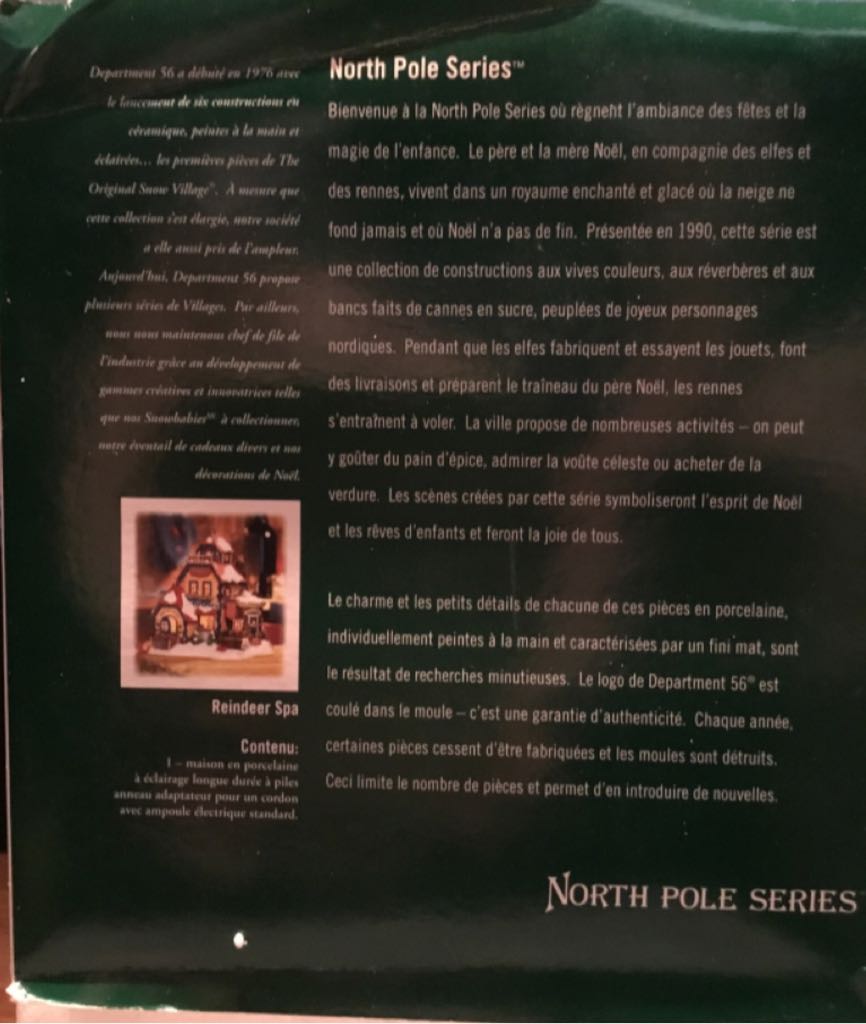 Department 56 a débuté en 1976 avec
le lancement de six constructions en
céramique, peintes à la main et
éclairées... les premières pièces de The
Original Snow Village®. À mesure que
cette collection s'est élargie, notre société
a elle aussi pris de l'ampleur.
Aujourd'hui, Department 56 propose
plusieurs séries de Villages. Par ailleurs,
nous nous maintenons chef de file de
l'industrie grâce au développement de
gammes créatives et innovatrices telles
que nos Snowbabies™ à collectionner,
notre éventail de cadeaux divers et nos
décorations de Noël.
Reindeer Spa
Contenu:
1 – maison en porcelaine
à éclairage longue durée à piles
anneau adaptateur pour un cordon
avec ampoule électrique standard.
North Pole Series™
Bienvenue à la North Pole Series où règnent l'ambiance des fêtes et la
magie de l'enfance. Le père et la mère Noël, en compagnie des elfes et
des rennes, vivent dans un royaume enchanté et glacé où la neige ne
fond jamais et où Noël n'a pas de fin. Présentée en 1990, cette série est
une collection de constructions aux vives couleurs, aux réverbères et aux
bancs faits de cannes en sucre, peuplées de joyeux personnages
nordiques. Pendant que les elfes fabriquent et essayent les jouets, font
des livraisons et préparent le traîneau du père Noël, les rennes
s'entraînent à voler. La ville propose de nombreuses activités – on peut
y goûter du pain d'épice, admirer la voûte céleste ou acheter de la
verdure. Les scènes créées par cette série symboliseront l'esprit de Noël
et les rêves d'enfants et feront la joie de tous.
Le charme et les petits détails de chacune de ces pièces en porcelaine,
individuellement peintes à la main et caractérisées par un fini mat, sont
le résultat de recherches minutieuses. Le logo de Department 56® est
coulé dans le moule – c'est une garantie d'authenticité. Chaque année,
certaines pièces cessent d'être fabriquées et les moules sont détruits.
Ceci limite le nombre de pièces et permet d'en introduire de nouvelles.
NORTH POLE SERIES